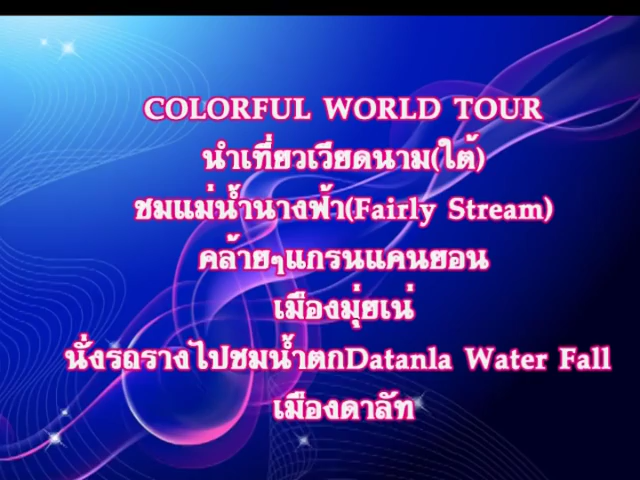 COLORFUL WORLD TOUR
นำเที่ยวเวียดนาม(ใต้)
ชมแม่น้ำนางฟ้า(Fairly Stream)
คล้ายๆแกรนแคนยอน
เมืองมุ่ยเน่
นั่งรถรางไปชมน้ำตกDatanla Water Fall
เมืองดาลัท